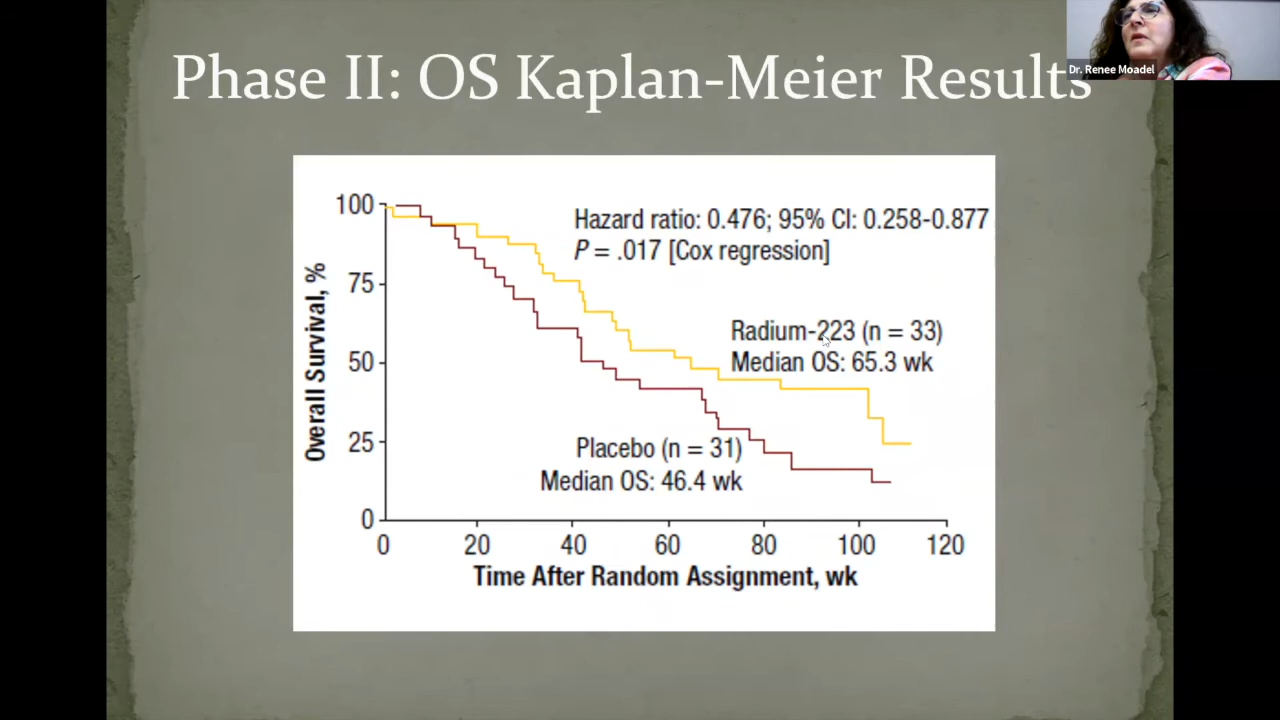 Phase II: OS Kaplan-Meier Results
Dr. Renee Moadel
Overall Survival, %
100
75
50
25
0
Hazard ratio: 0.476; 95% CI: 0.258-0.877
P = .017 [Cox regression]
Radium-223 (n = 33)
Median OS: 65.3 wk
Placebo (n = 31)
Median OS: 46.4 wk
0 20 40 60 80 100 120
Time After Random Assignment, wk